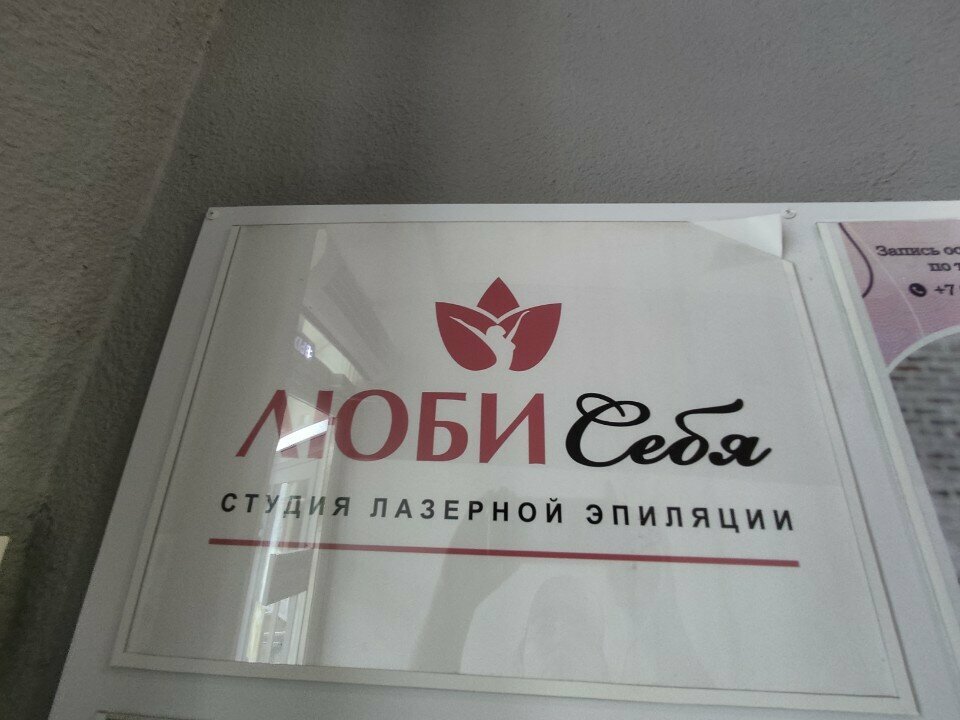 ЛЮБИ Себя
СТУДИЯ ЛАЗЕРНОЙ ЭПИЛЯЦИИ
Запись
по
+7